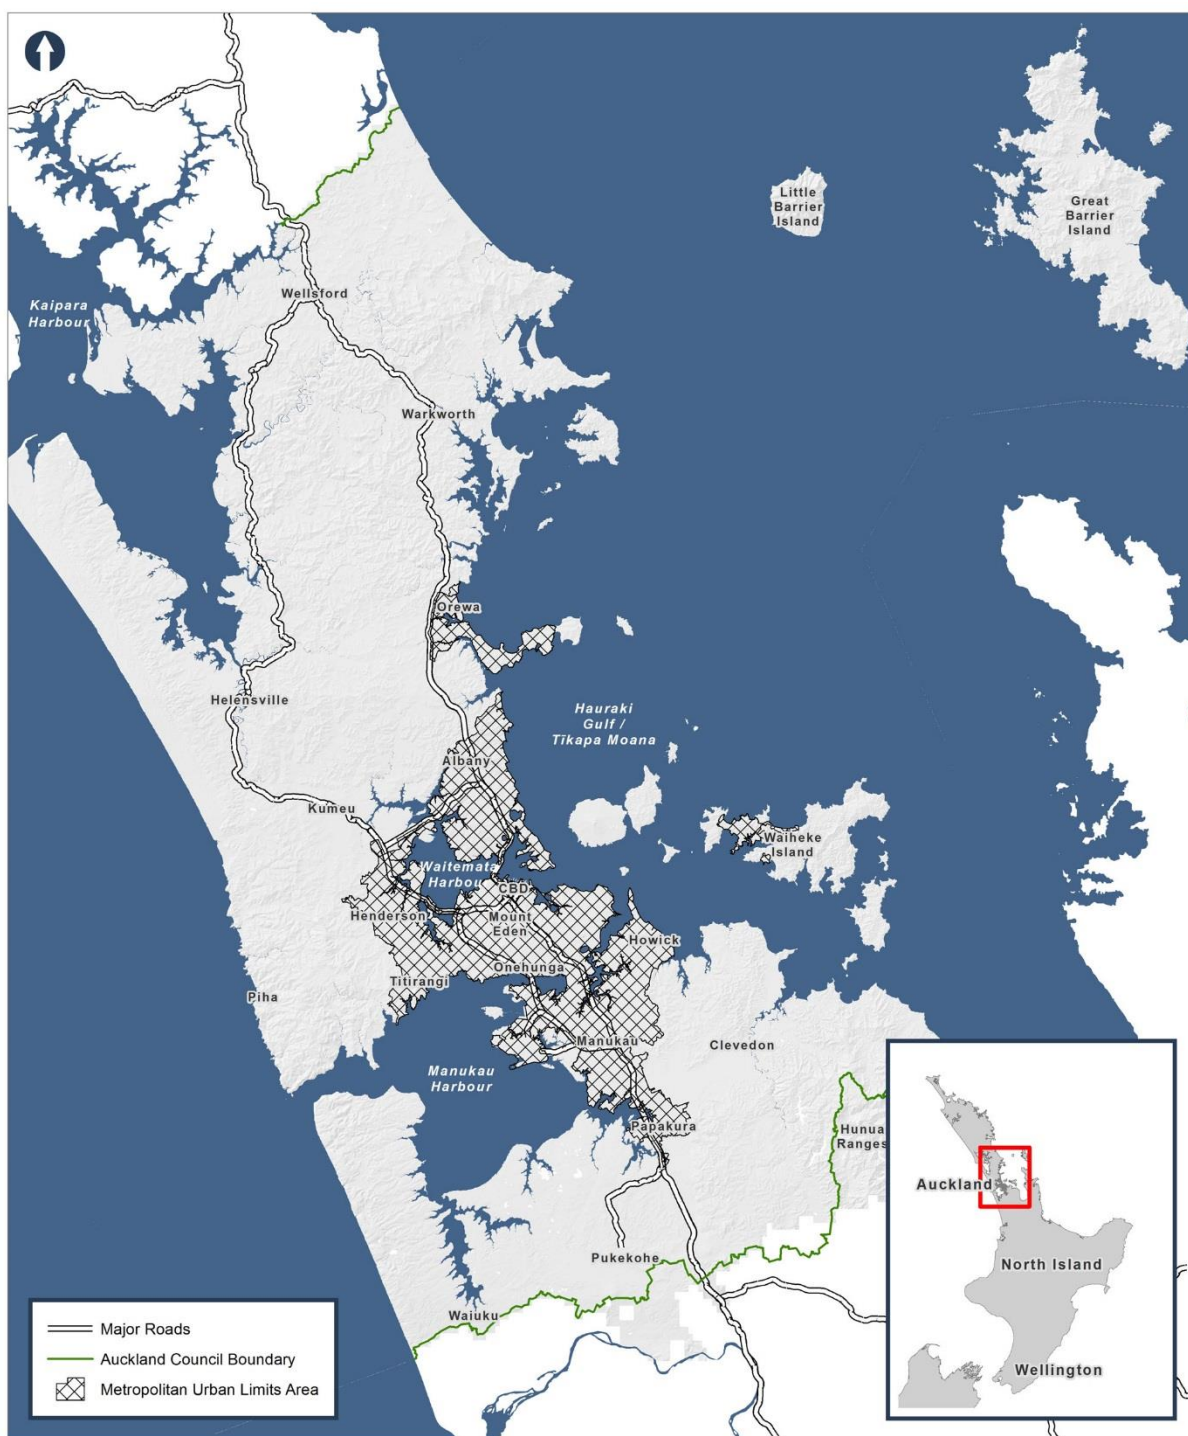 Little
Barrier
Island
Great
Barrier
Island
Kaipara
Harbour
Wellsford
Warkworth
Orewa
Helensville
Hauraki
Gulf /
Tīkapa Moana
Albany
Kumeu
Waiheke
Island
Waitemata
Harbou
CBD
Henderson
Mount
Eden
Howick
Onehunga
Titirangi
Piha
Manukau
Clevedon
Manukau
Harbour
Papakura
Hunua
Ranges
Pukekohe
Waiuku
Major Roads
Auckland Council Boundary
Metropolitan Urban Limits Area
Auckland
North Island
Wellington